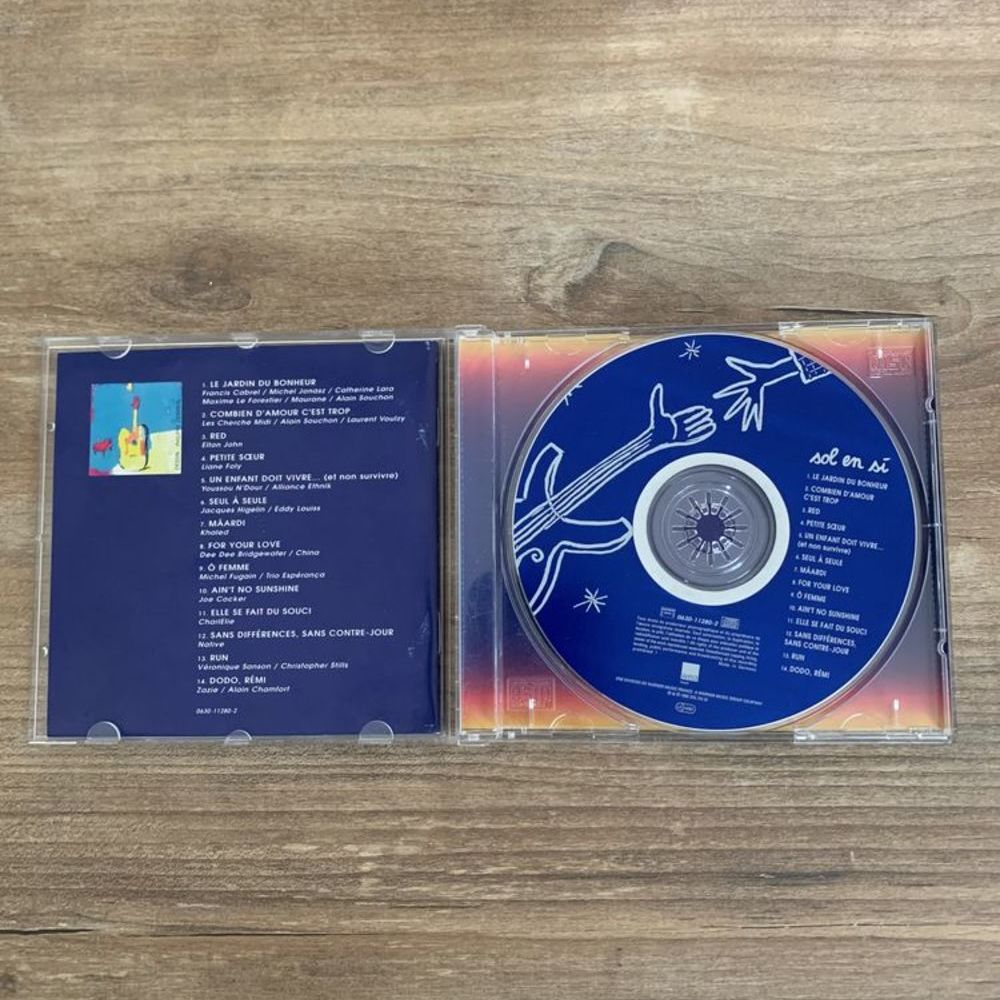 1. LE JARDIN DU BONHEUR
Francis Cabrel / Michel Jonasz / Catherine Lara
Maxime Le Forestier / Maurane / Alain Souchon
2. COMBIEN D'AMOUR C'EST TROP
Les Cherche Midi / Alain Souchon / Laurent Voulzy
3. RED
Elton John
4. PETITE SŒUR
Liane Foly
5. UN ENFANT DOIT VIVRE... (et non survivre)
Youssou N'Dour / Alliance Ethnik
6. SEUL À SEULE
Jacques Higelin / Eddy Louiss
7. MÂARDI
Khaled
8. FOR YOUR LOVE
Dee Dee Bridgewater / China
9. Ô FEMME
Michel Fugain / Trio Esperança
10. AIN'T NO SUNSHINE
Joe Cocker
11. ELLE SE FAIT DU SOUCI
CharlElie
12. SANS DIFFÉRENCES, SANS CONTRE-JOUR
Native
13. RUN
Véronique Sanson / Christopher Stills
14. DODO, RÉMI
Zazie / Alain Chamfort
0630-11280-2
sol en si
1. LE JARDIN DU BONHEUR
2. COMBIEN D'AMOUR
C'EST TROP
3. RED
4. PETITE SŒUR
5. UN ENFANT DOIT VIVRE...
(et non survivre)
6. SEUL À SEULE
7. MÂARDI
8. FOR YOUR LOVE
9. Ô FEMME
10. AIN'T NO SUNSHINE
11. ELLE SE FAIT DU SOUCI
12. SANS DIFFÉRENCES,
SANS CONTRE-JOUR
13. RUN
14. DODO, RÉMI
0630-11280-2
Made in Germany